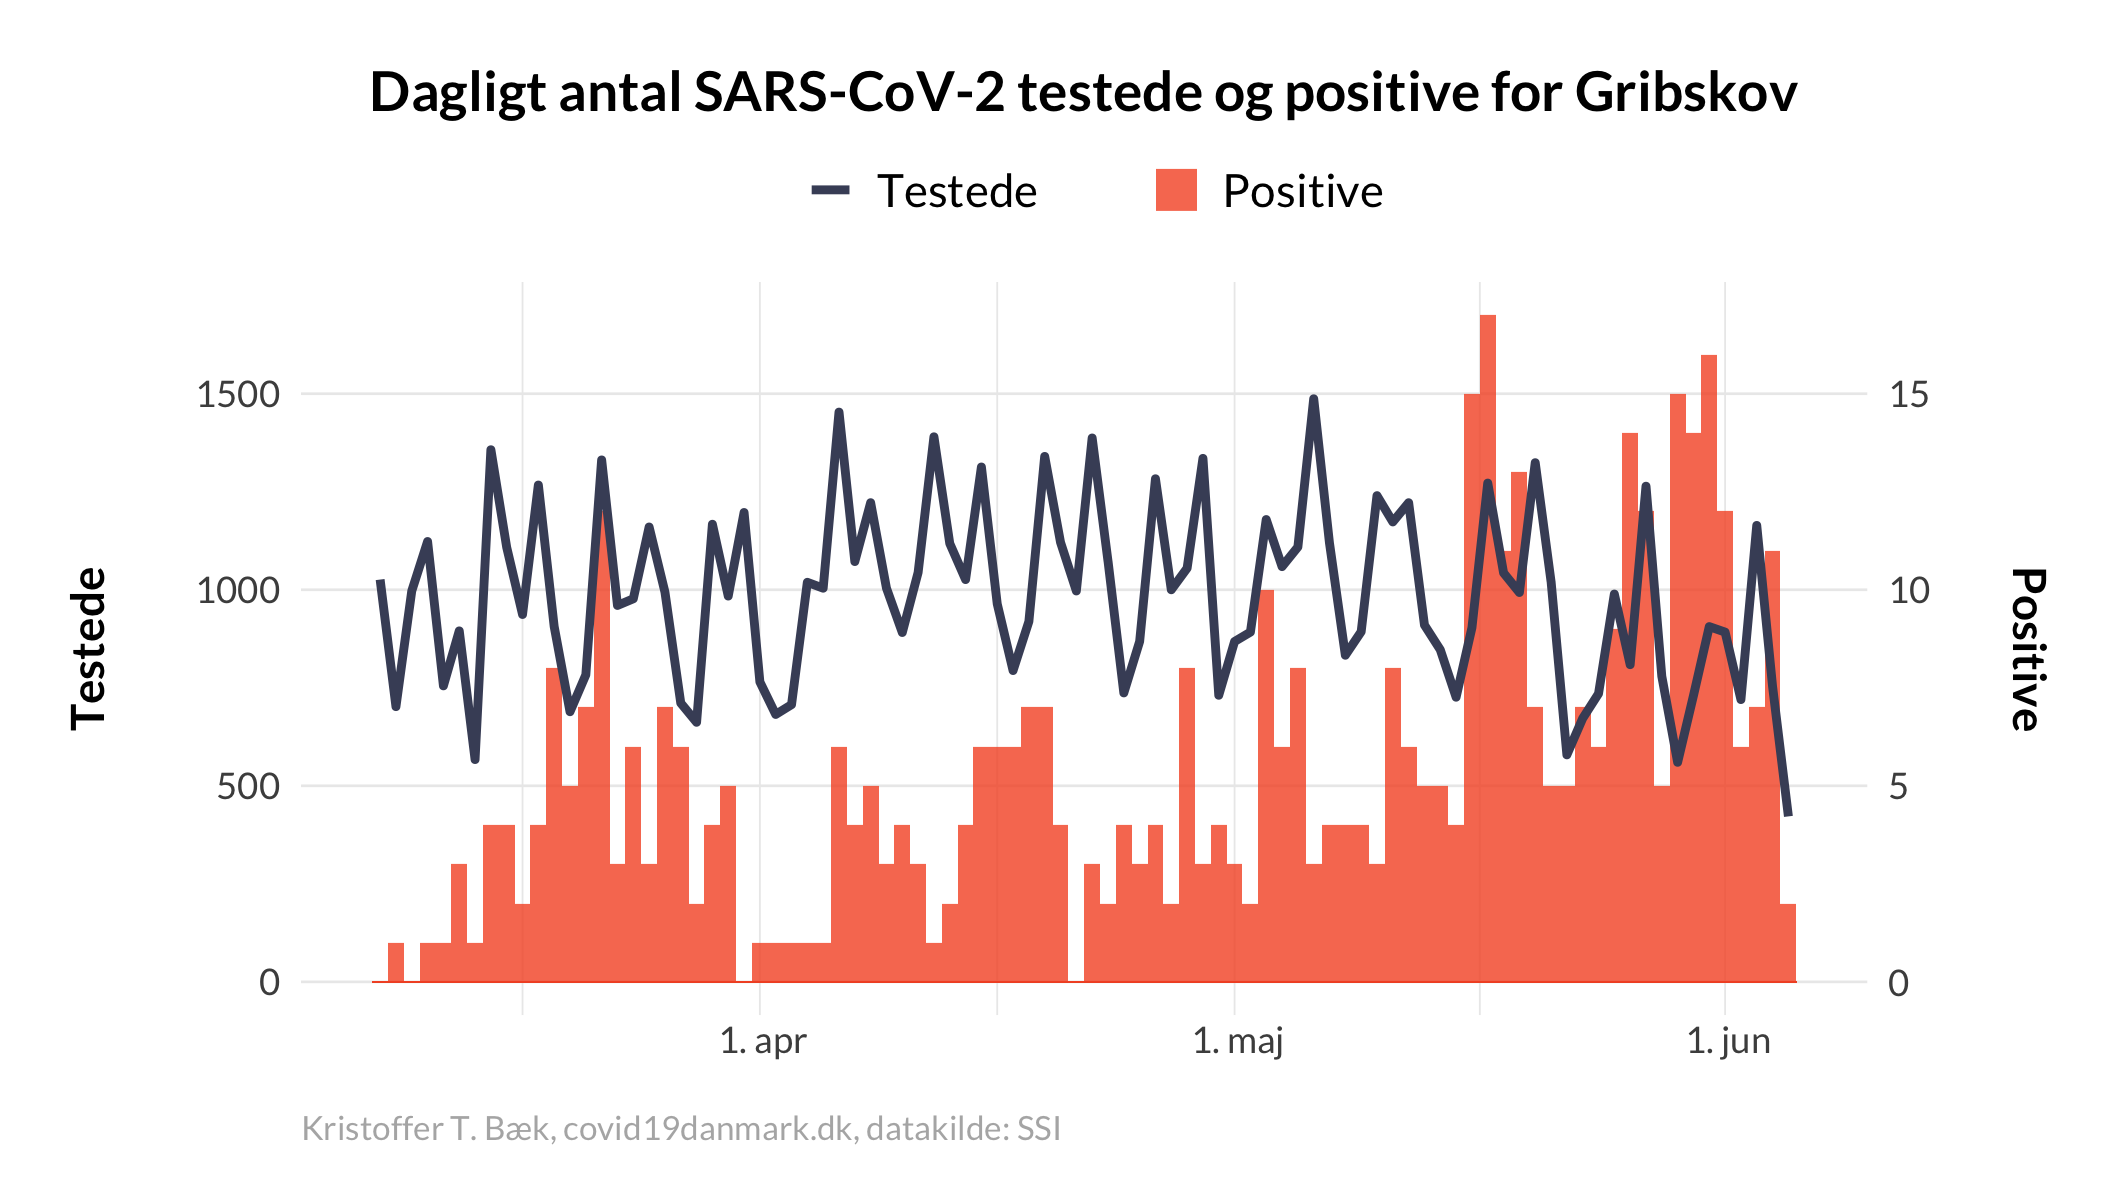 Dagligt antal SARS-CoV-2 testede og positive for Gribskov
Testede
Positive
1500
1000
500
0
Testede
15
10
5
0
Positive
1. apr
1. maj
1. jun
Kristoffer T. Bæk, covid19danmark.dk, datakilde: SSI